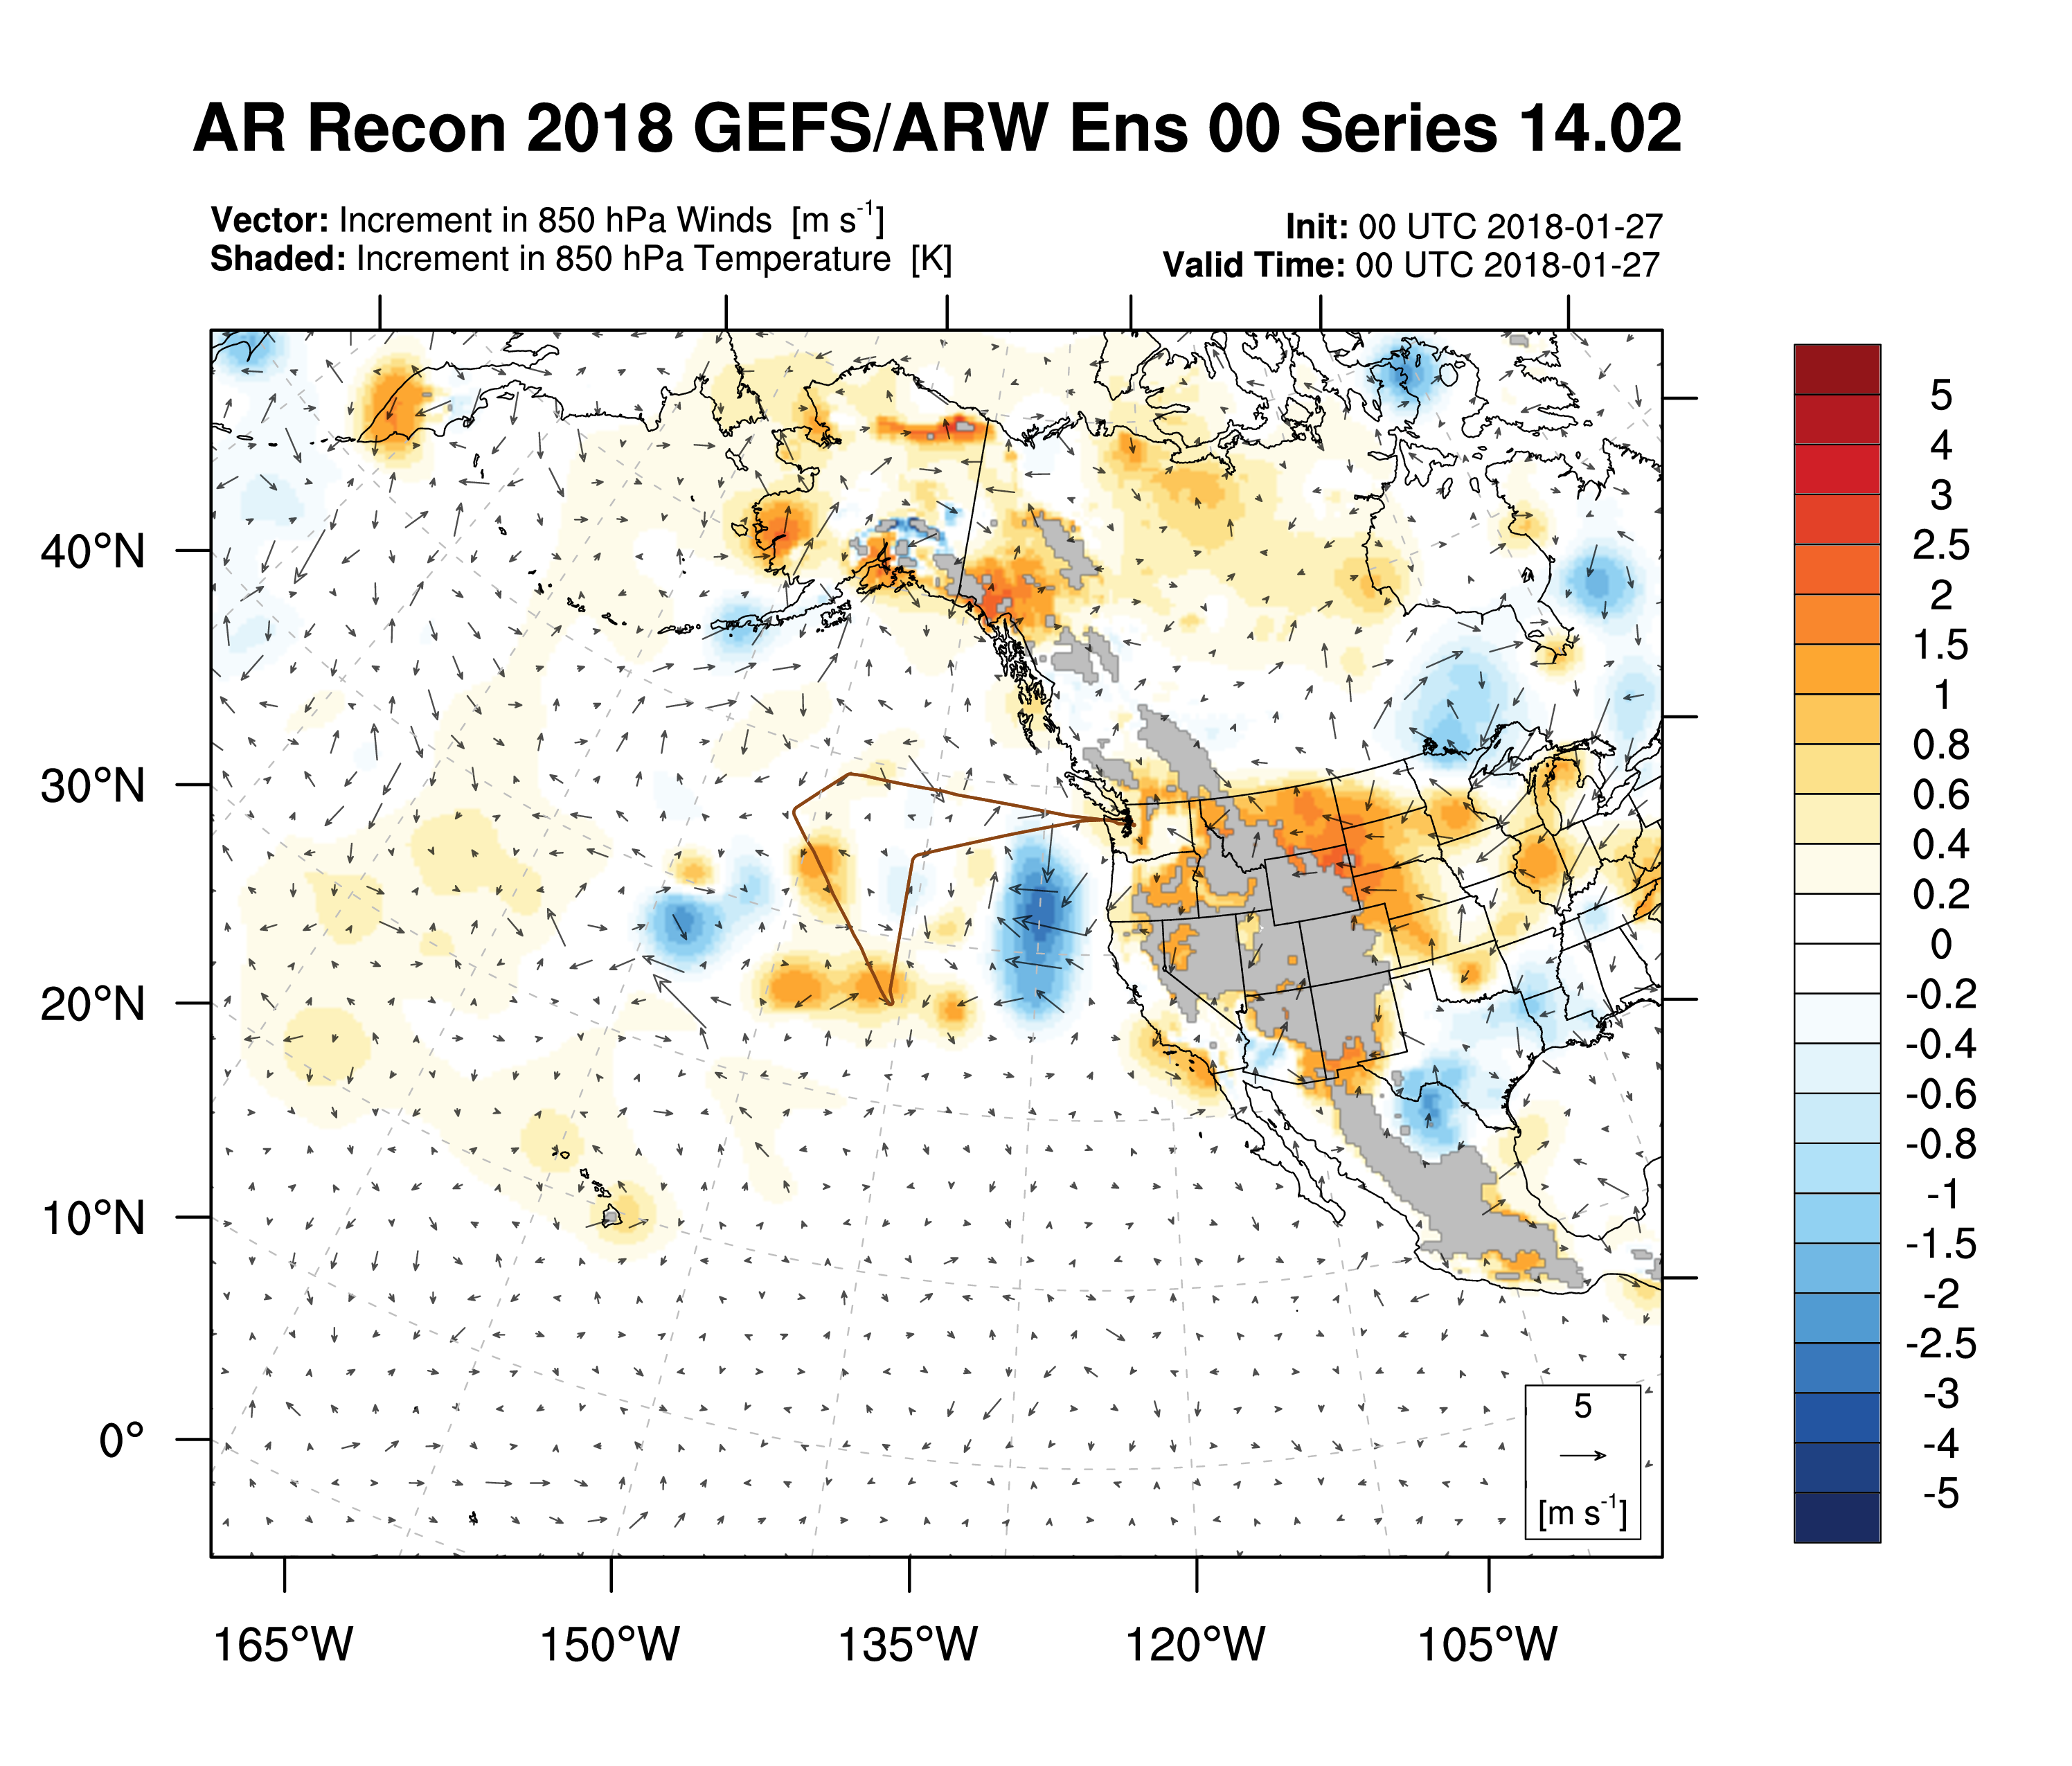 AR Recon 2018 GEFS/ARW Ens 00 Series 14.02
Vector: Increment in 850 hPa Winds [m s-1]
Shaded: Increment in 850 hPa Temperature [K]
Init: 00 UTC 2018-01-27
Valid Time: 00 UTC 2018-01-27
40°N
30°N
20°N
10°N
0°
165°W
150°W
135°W
120°W
105°W
5
[m s-1]
5
4
3
2.5
2
1.5
1
0.8
0.6
0.4
0.2
0
-0.2
-0.4
-0.6
-0.8
-1
-1.5
-2
-2.5
-3
-4
-5